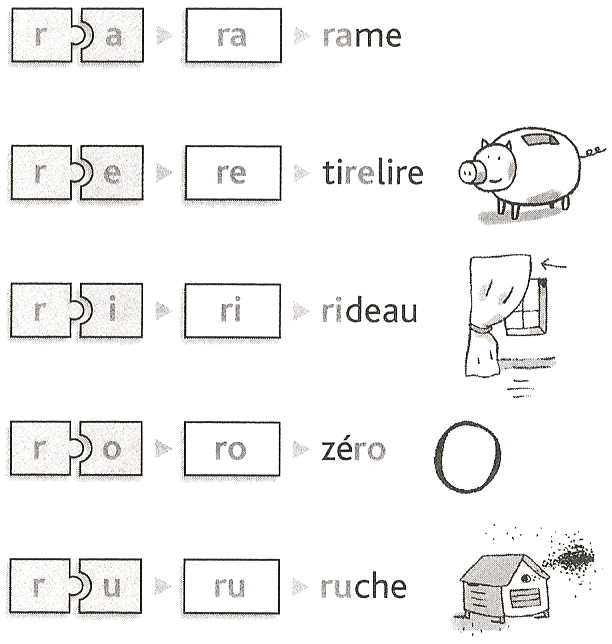 r a ra rame
r e re tirelire
r i ri rideau
r o ro zéro
r u ru ruche